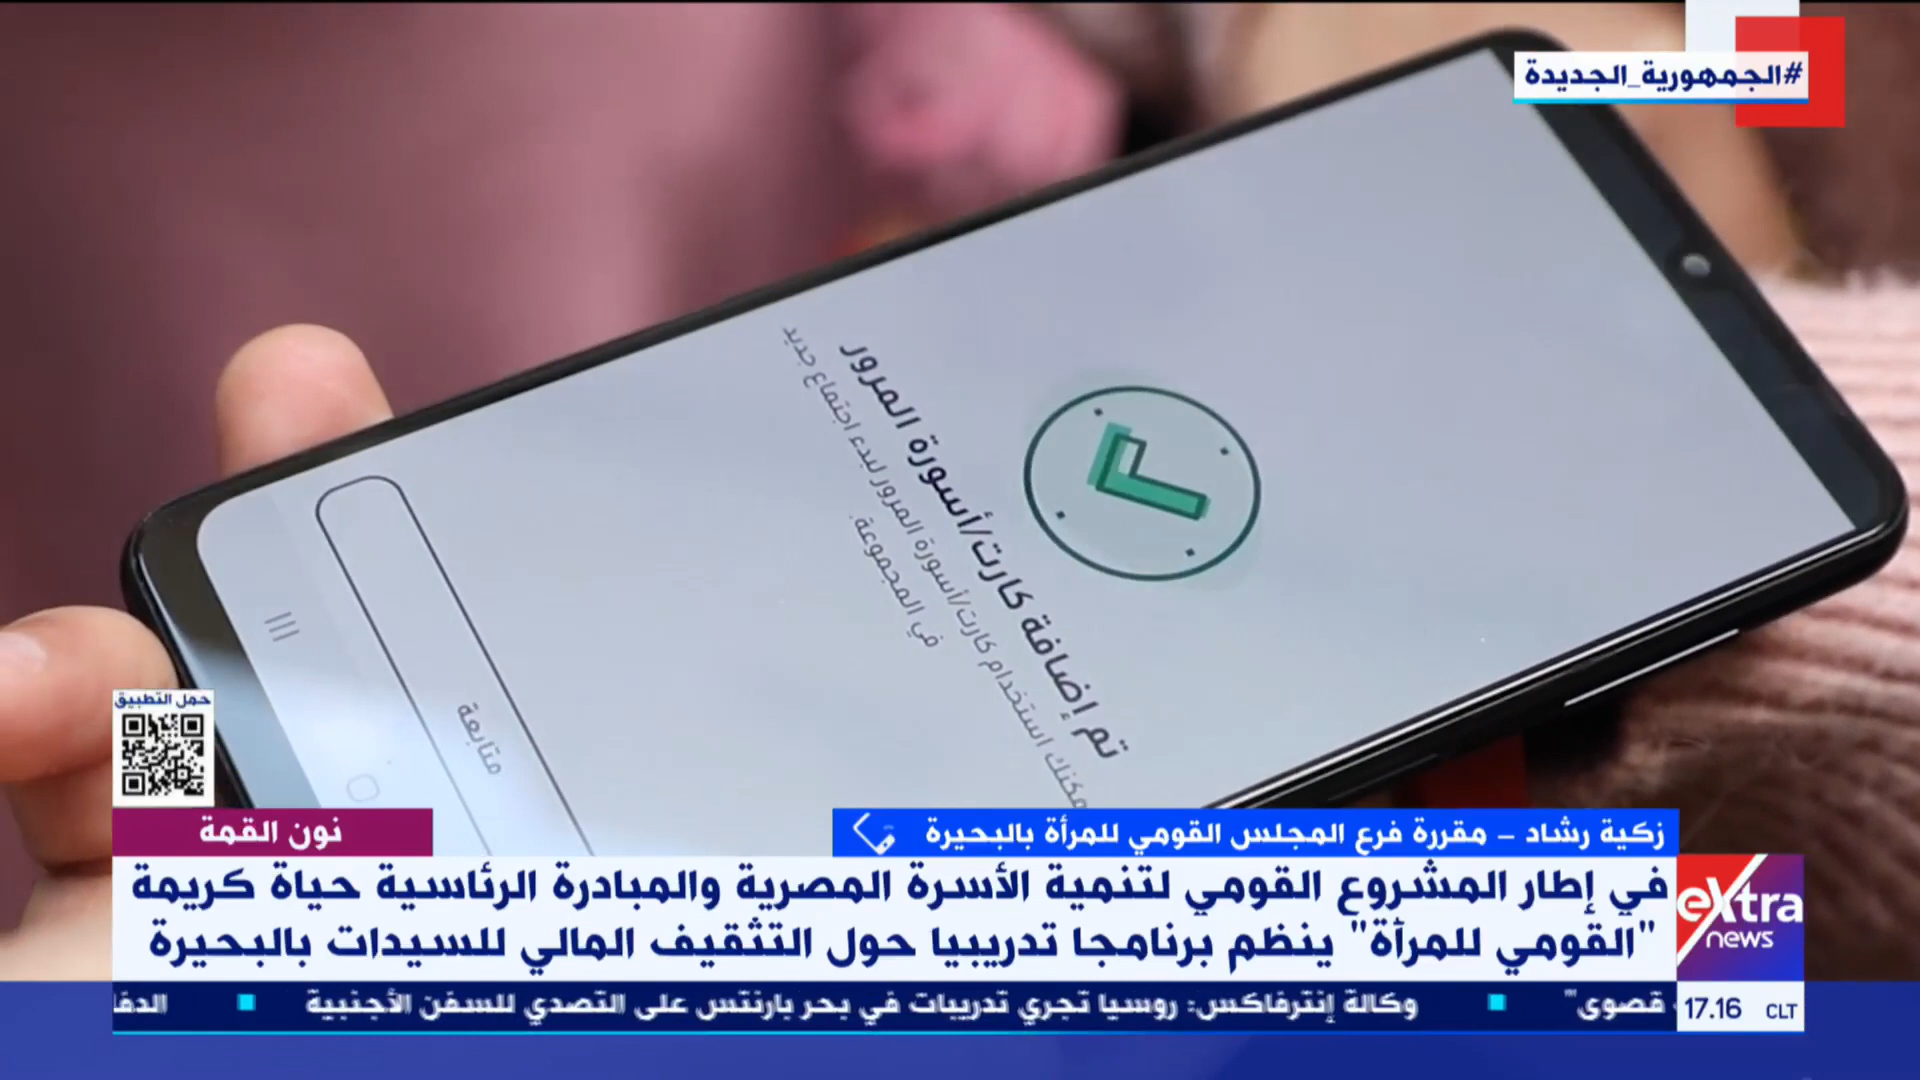 #الجمهورية_الجديدة
تم إضافة كارت/أسورة المرور
يمكنك استخدام كارت/أسورة المرور لبدء اجتماع جديد
في المجموعة.
متابعة
حمل التطبيق
نون القمة
زكية رشاد - مقررة فرع المجلس القومي للمرأة بالبحيرة
في إطار المشروع القومي لتنمية الأسرة المصرية والمبادرة الرئاسية حياة كريمة
"القومي للمرأة" ينظم برنامجا تدريبيا حول التثقيف المالي للسيدات بالبحيرة
eXtra
news
قصوى"
وكالة إنترفاكس: روسيا تجري تدريبات في بحر بارنتس على التصدي للسفن الأجنبية
17.16 CLT